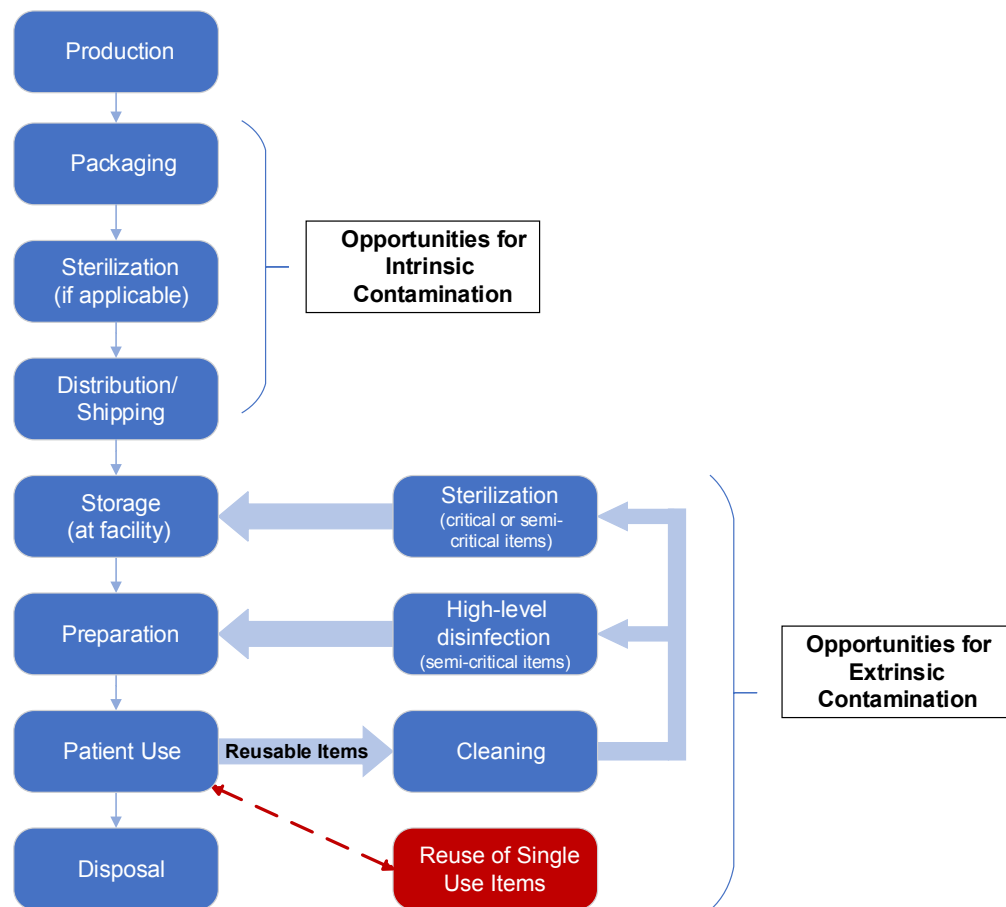 Production
Packaging
Sterilization
(if applicable)
Distribution/
Shipping
Opportunities for
Intrinsic
Contamination
Storage
(at facility)
Sterilization
(critical or semi-
critical items)
Preparation
High-level
disinfection
(semi-critical items)
Opportunities for
Extrinsic
Contamination
Patient Use
Reusable Items
Cleaning
Disposal
Reuse of Single
Use Items